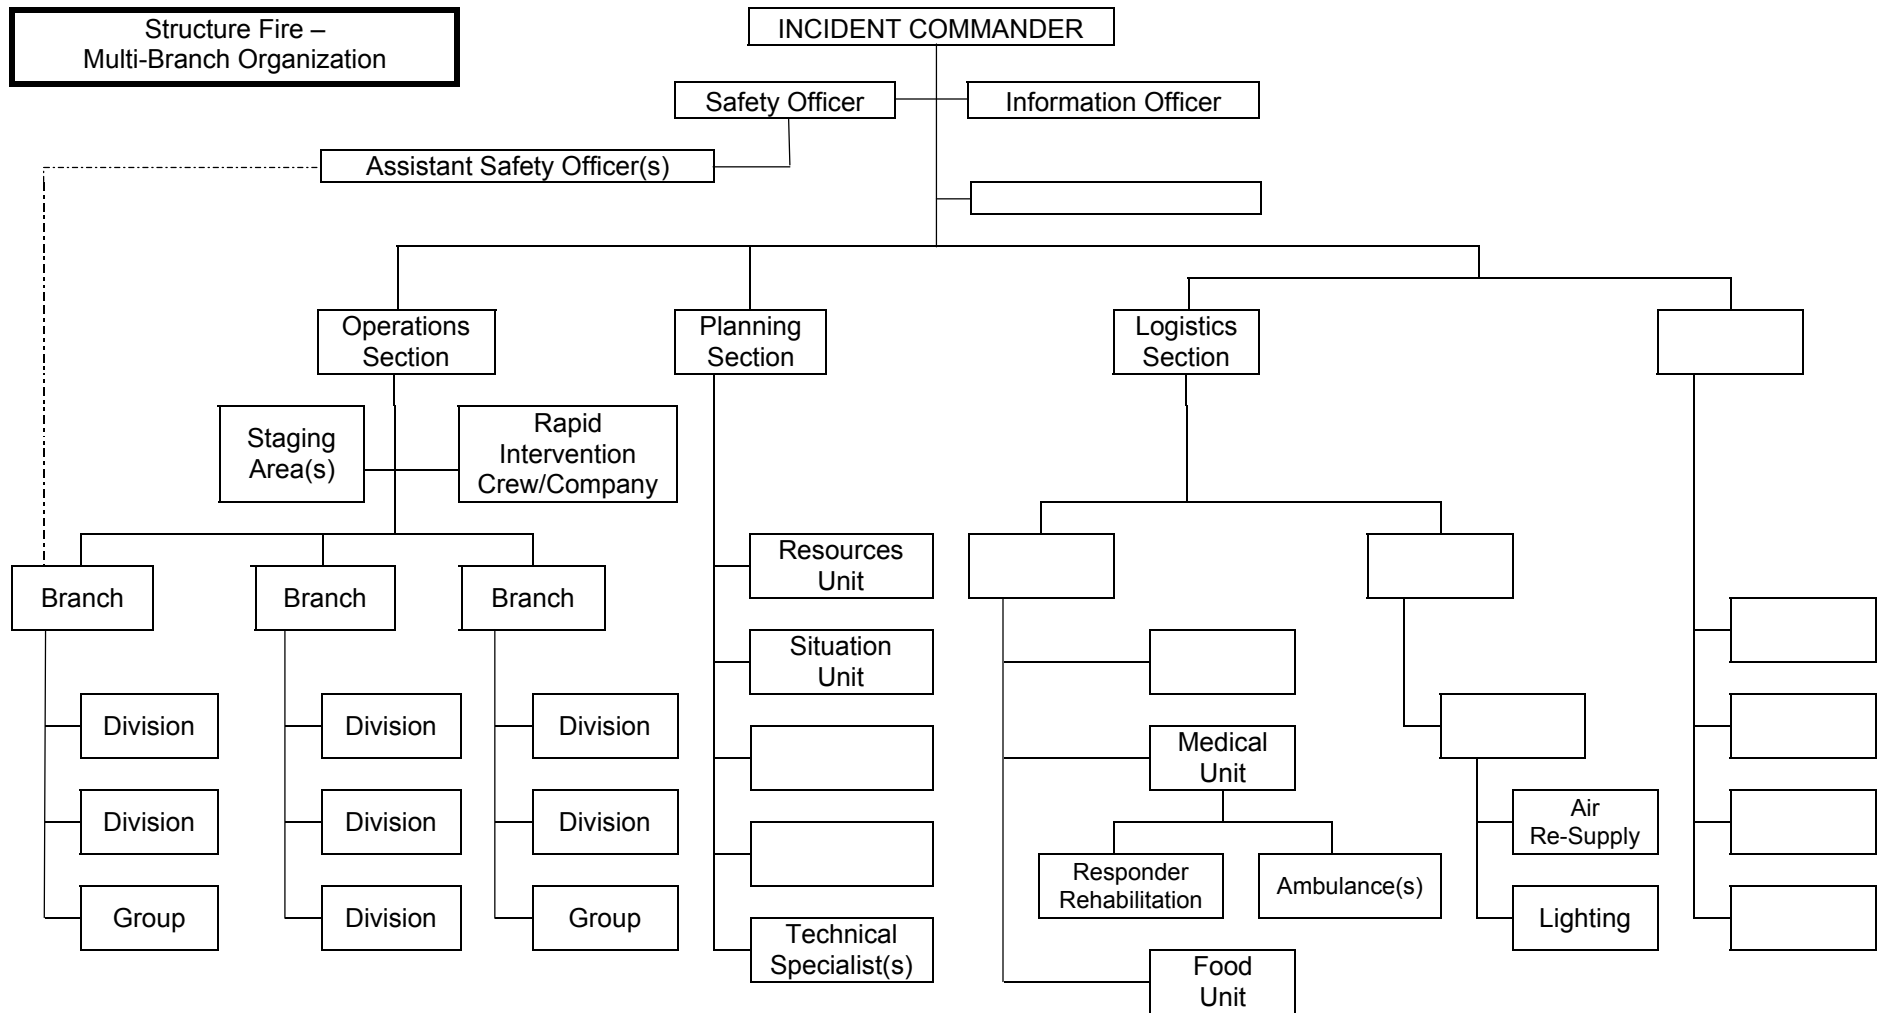 Structure Fire –
Multi-Branch Organization
INCIDENT COMMANDER
Safety Officer
Information Officer
Assistant Safety Officer(s)
Operations
Section
Planning
Section
Logistics
Section
Staging
Area(s)
Rapid
Intervention
Crew/Company
Branch
Branch
Branch
Division
Division
Group
Division
Division
Division
Division
Division
Group
Resources
Unit
Situation
Unit
Technical
Specialist(s)
Medical
Unit
Responder
Rehabilitation
Ambulance(s)
Food
Unit
Air
Re-Supply
Lighting